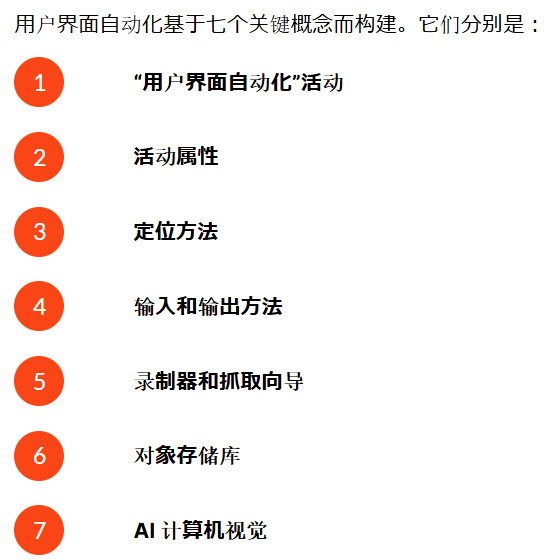 用户界面自动化基于七个关键概念而构建。它们分别是：
1 “用户界面自动化”活动
2 活动属性
3 定位方法
4 输入和输出方法
5 录制器和抓取向导
6 对象存储库
7 AI 计算机视觉